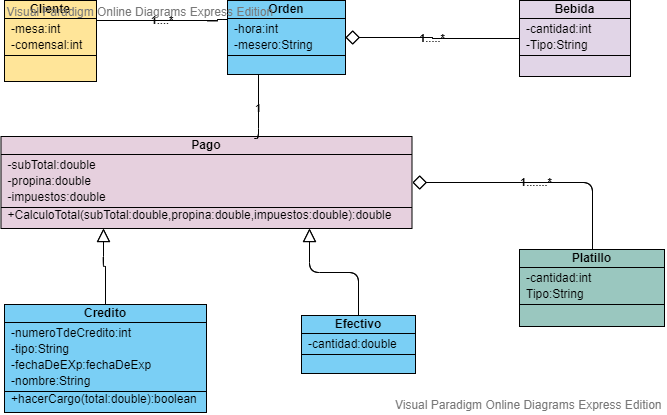 Visual Paradigm Online Diagrams Express Edition
Cliente
-mesa:int
-comensal:int
1....*
Orden
-hora:int
-mesero:String
1.....*
Bebida
-cantidad:int
-Tipo:String
1
Pago
-subTotal:double
-propina:double
-impuestos:double
+CalculoTotal(subTotal:double,propina:double,impuestos:double):double
1.......*
Platillo
-cantidad:int
Tipo:String
Credito
-numeroTdeCredito:int
-tipo:String
-fechaDeEXp:fechaDeExp
-nombre:String
+hacerCargo(total:double):boolean
Efectivo
-cantidad:double
Visual Paradigm Online Diagrams Express Edition